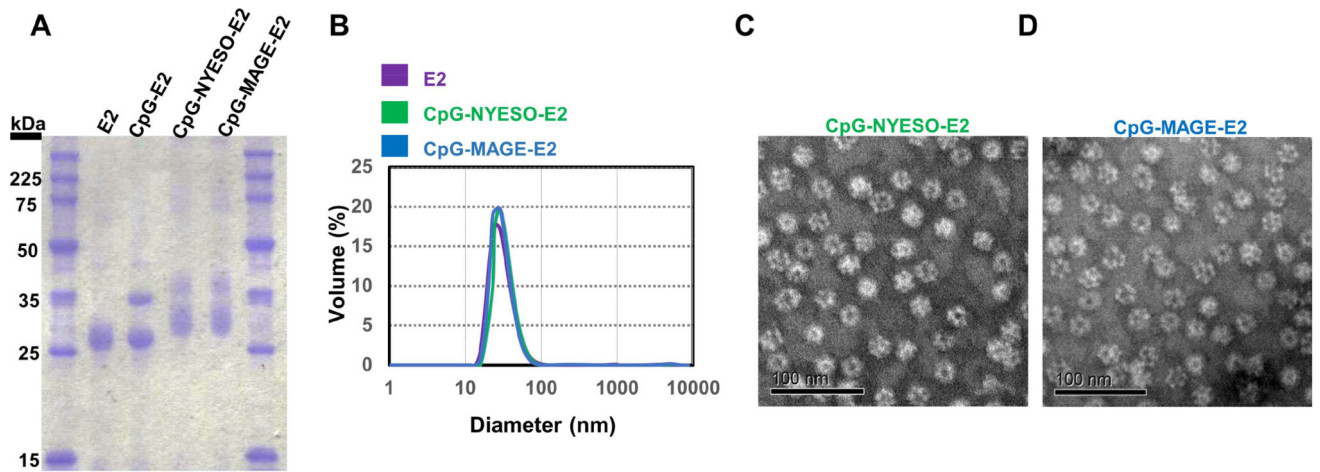 A
E2
CpG-E2
CpG-NYESO-E2
CpG-MAGE-E2
kDa
225
75
50
35
25
15
B
E2
CpG-NYESO-E2
CpG-MAGE-E2
Volume (%)
25
20
15
10
5
0
1 10 100 1000 10000
Diameter (nm)
C
CpG-NYESO-E2
100 nm
D
CpG-MAGE-E2
100 nm